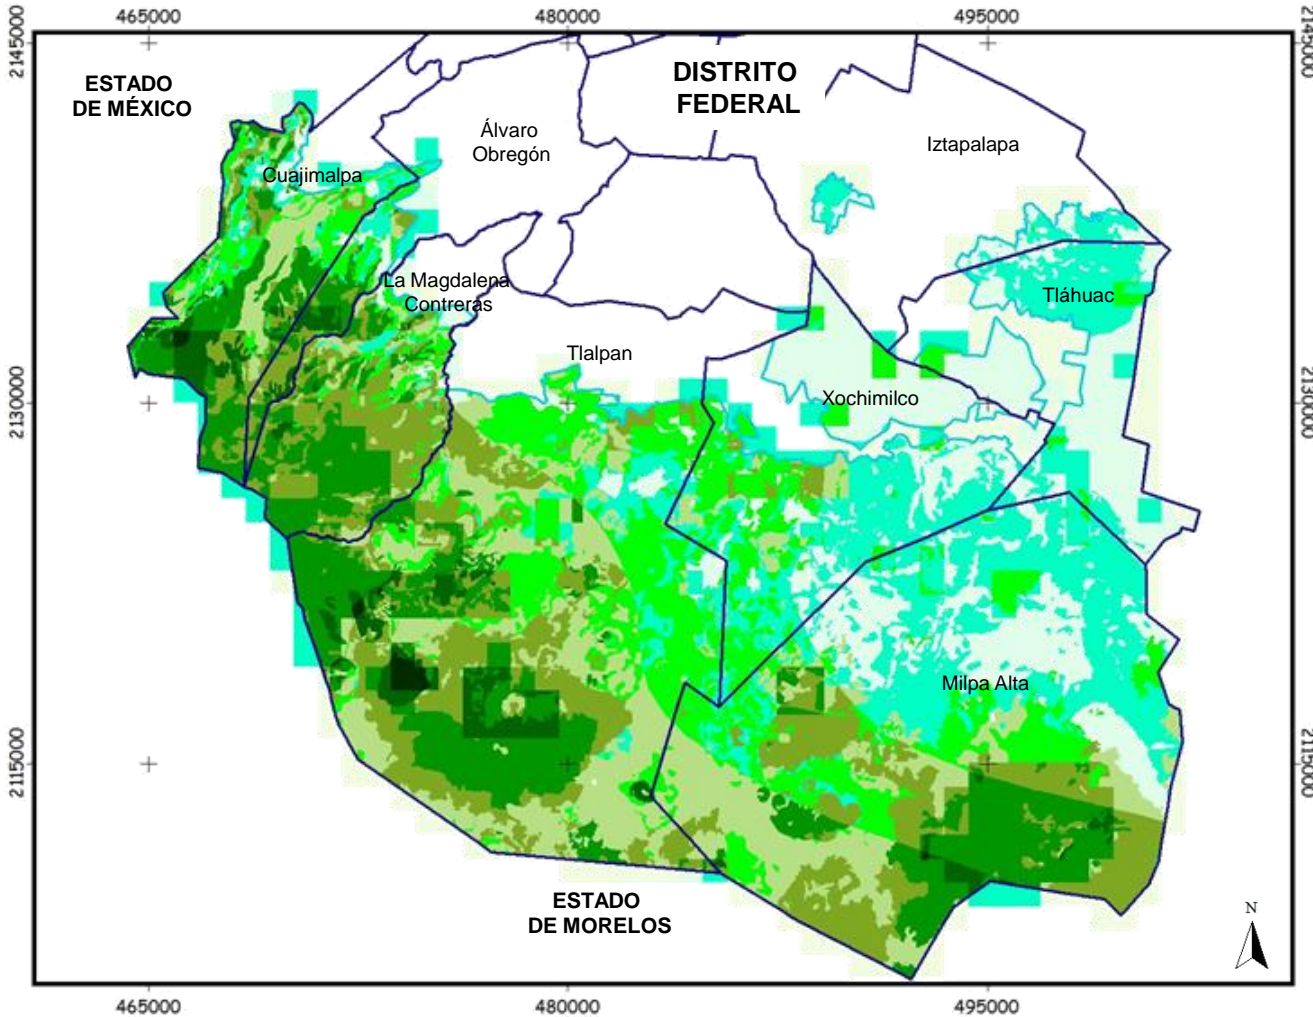 465000
480000
495000
2145000
2145000
ESTADO
DE MÉXICO
DISTRITO
FEDERAL
Álvaro
Obregón
Iztapalapa
Cuajimalpa
La Magdalena
Contreras
Tláhuac
Tlalpan
Xochimilco
2130000
2130000
Milpa Alta
2115000
2115000
ESTADO
DE MORELOS
N
465000
480000
495000